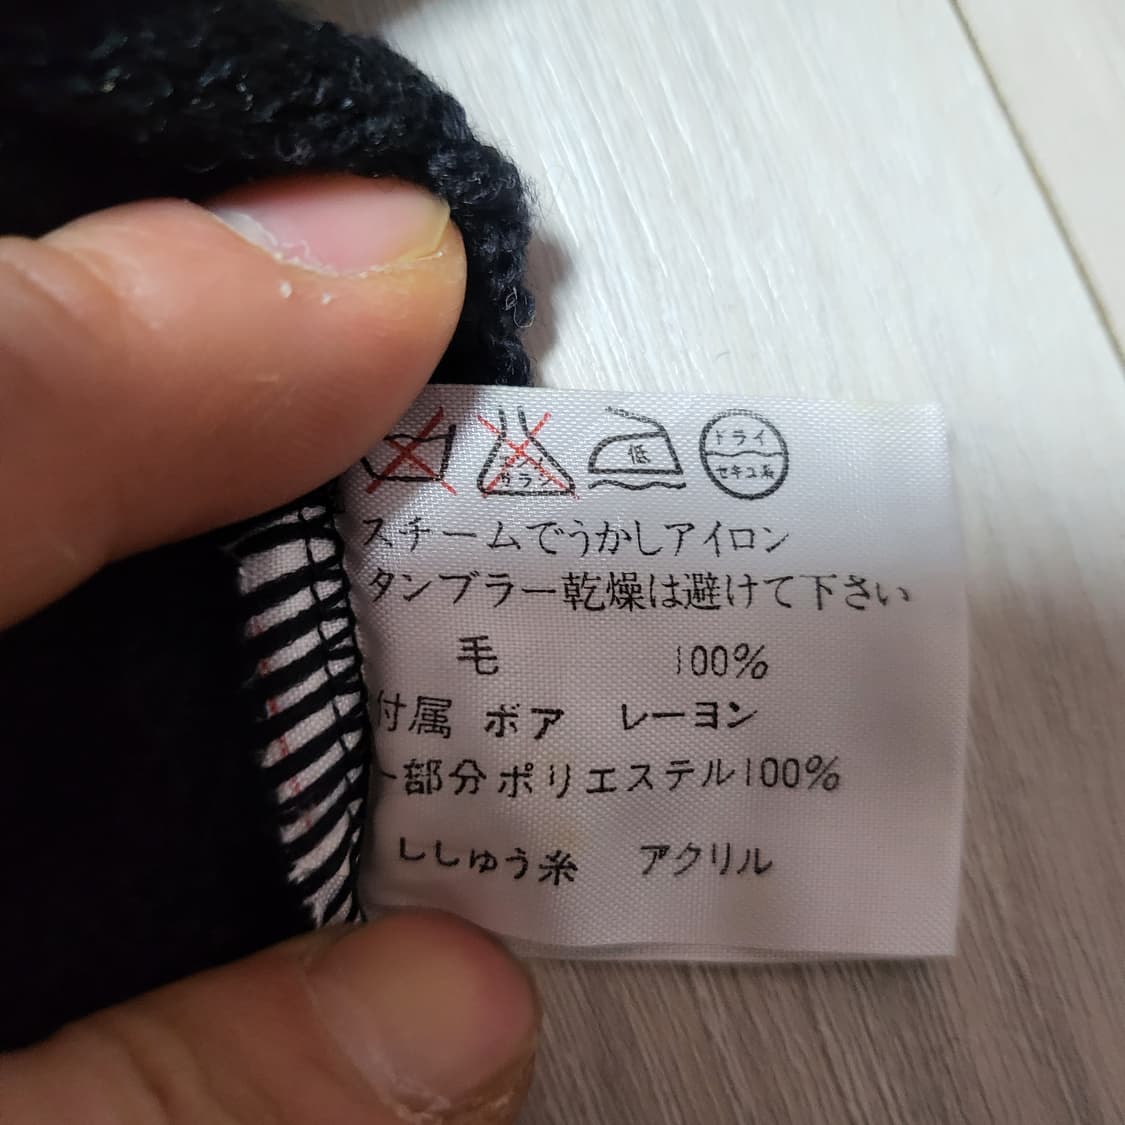 低 ドライ
セキユ系
スチームでうかしアイロン
タンブラー乾燥は避けて下さい
毛 100%
付属 ボア レーヨン
一部分ポリエステル100%
ししゅう糸 アクリル